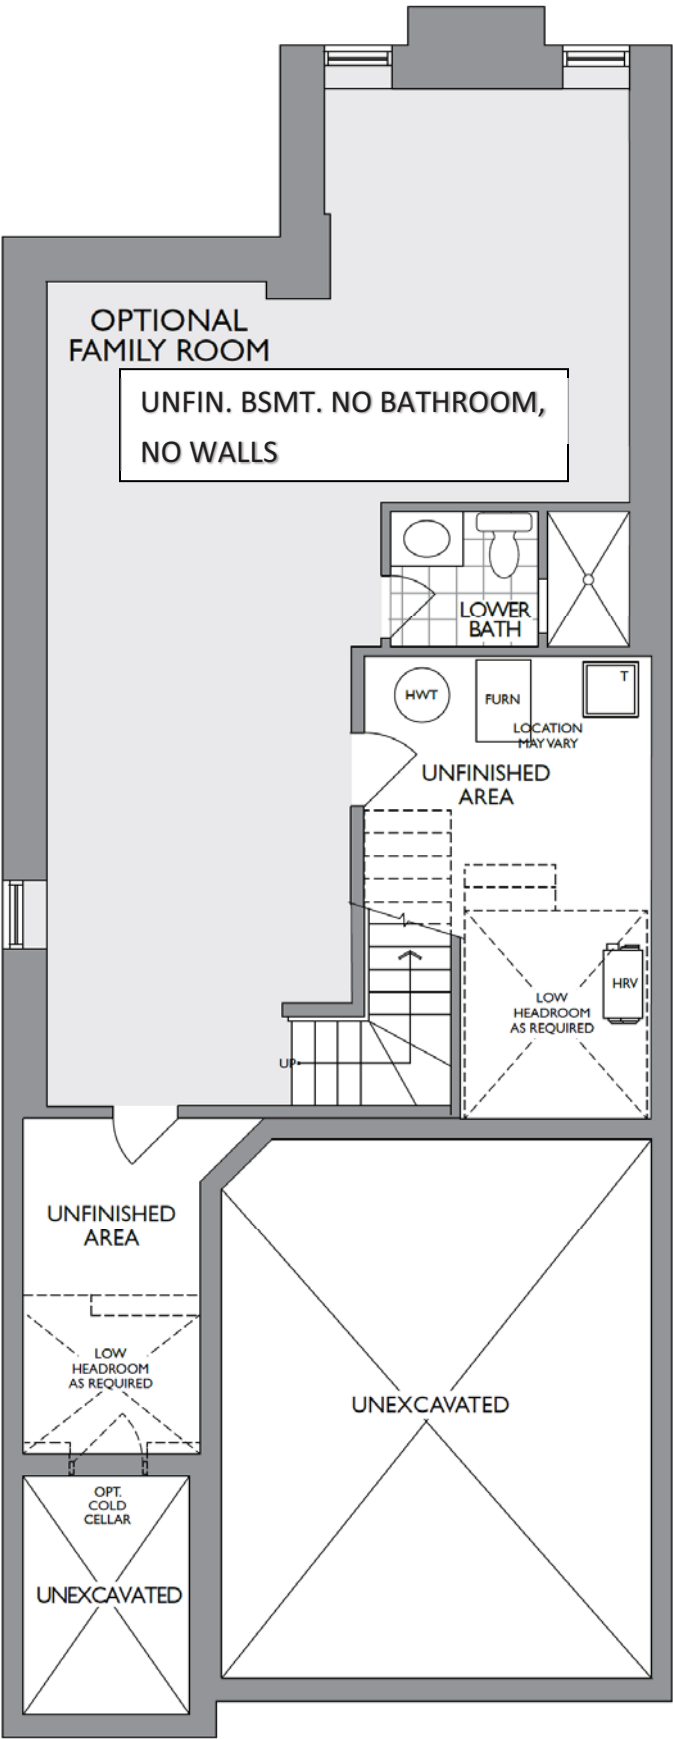 OPTIONAL
FAMILY ROOM
UNFIN. BSMT. NO BATHROOM,
NO WALLS
LOWER
BATH
HWT
FURN
T
LOCATION
MAY VARY
UNFINISHED
AREA
HRV
LOW
HEADROOM
AS REQUIRED
UP
UNFINISHED
AREA
LOW
HEADROOM
AS REQUIRED
UNEXCAVATED
OPT.
COLD
CELLAR
UNEXCAVATED